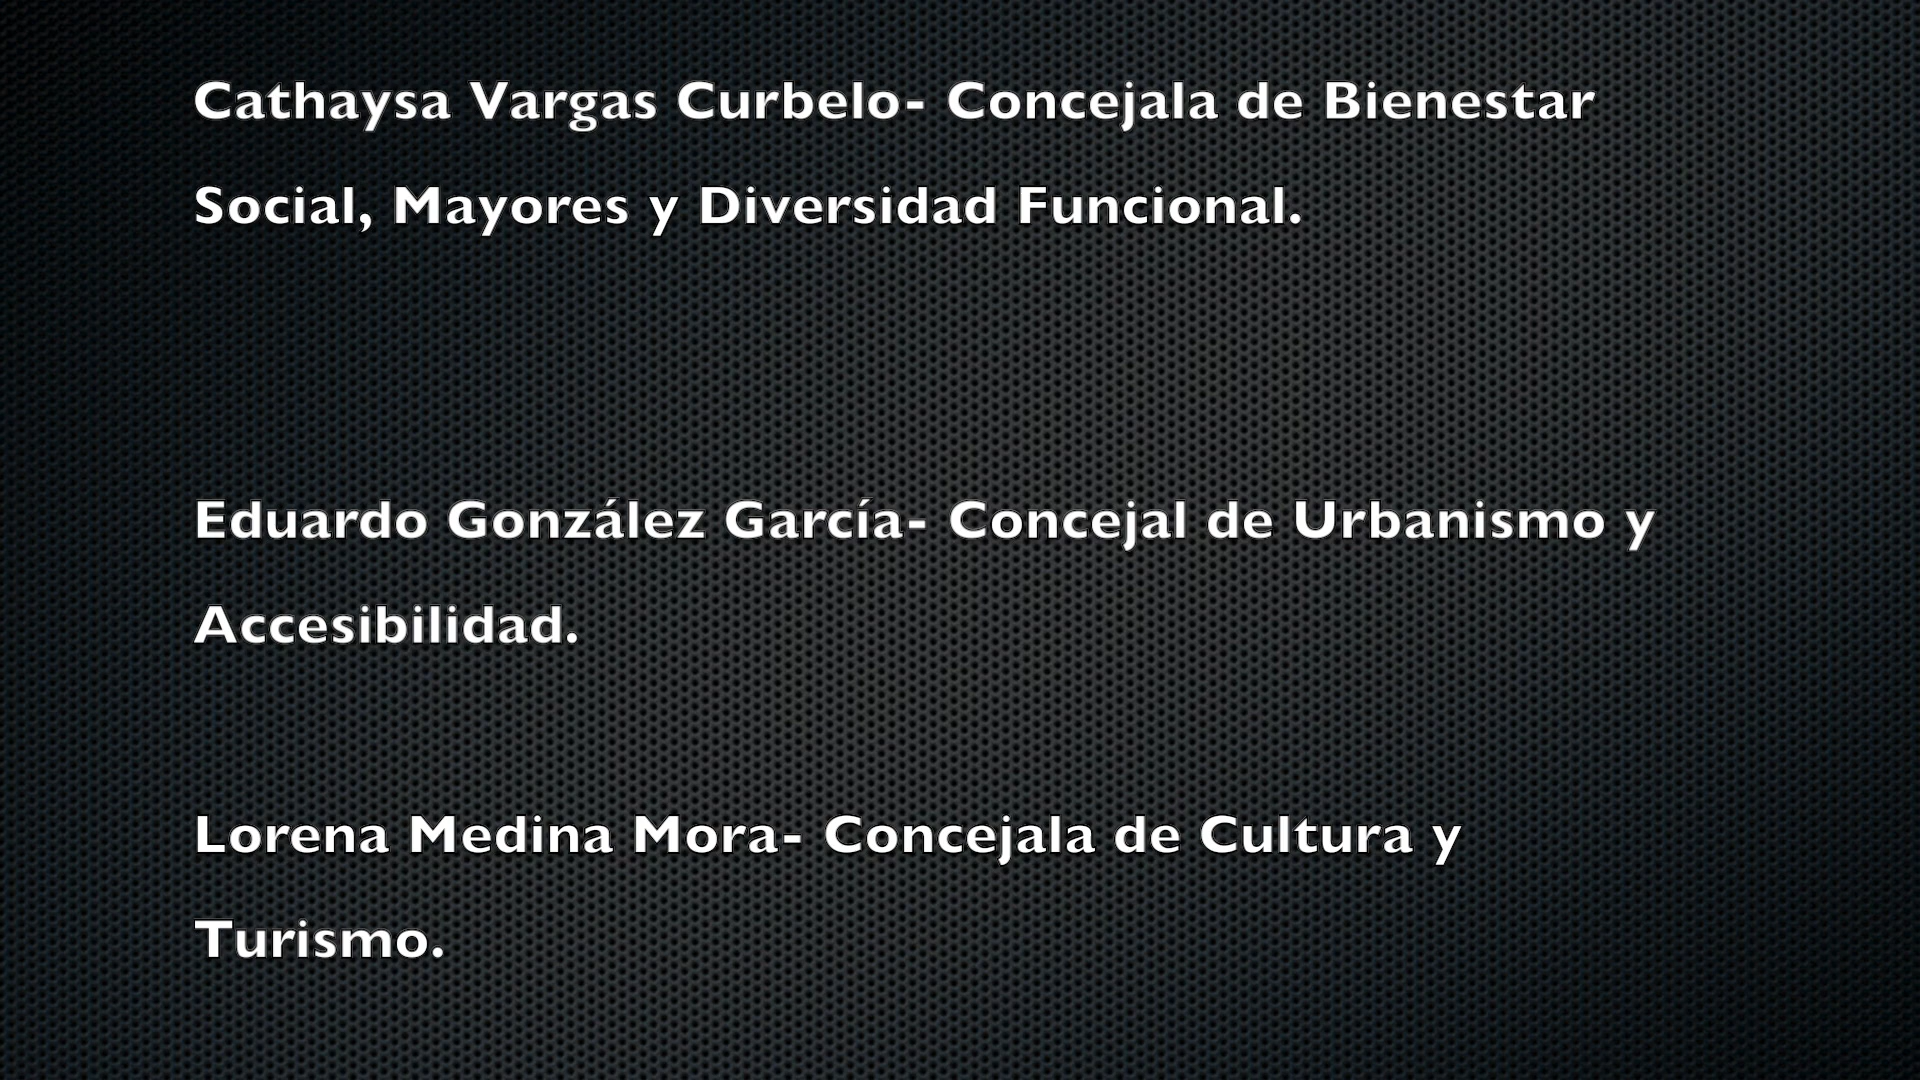 Cathaysa Vargas Curbelo- Concejala de Bienestar
Social, Mayores y Diversidad Funcional.
Eduardo González García- Concejal de Urbanismo y
Accesibilidad.
Lorena Medina Mora- Concejala de Cultura y
Turismo.